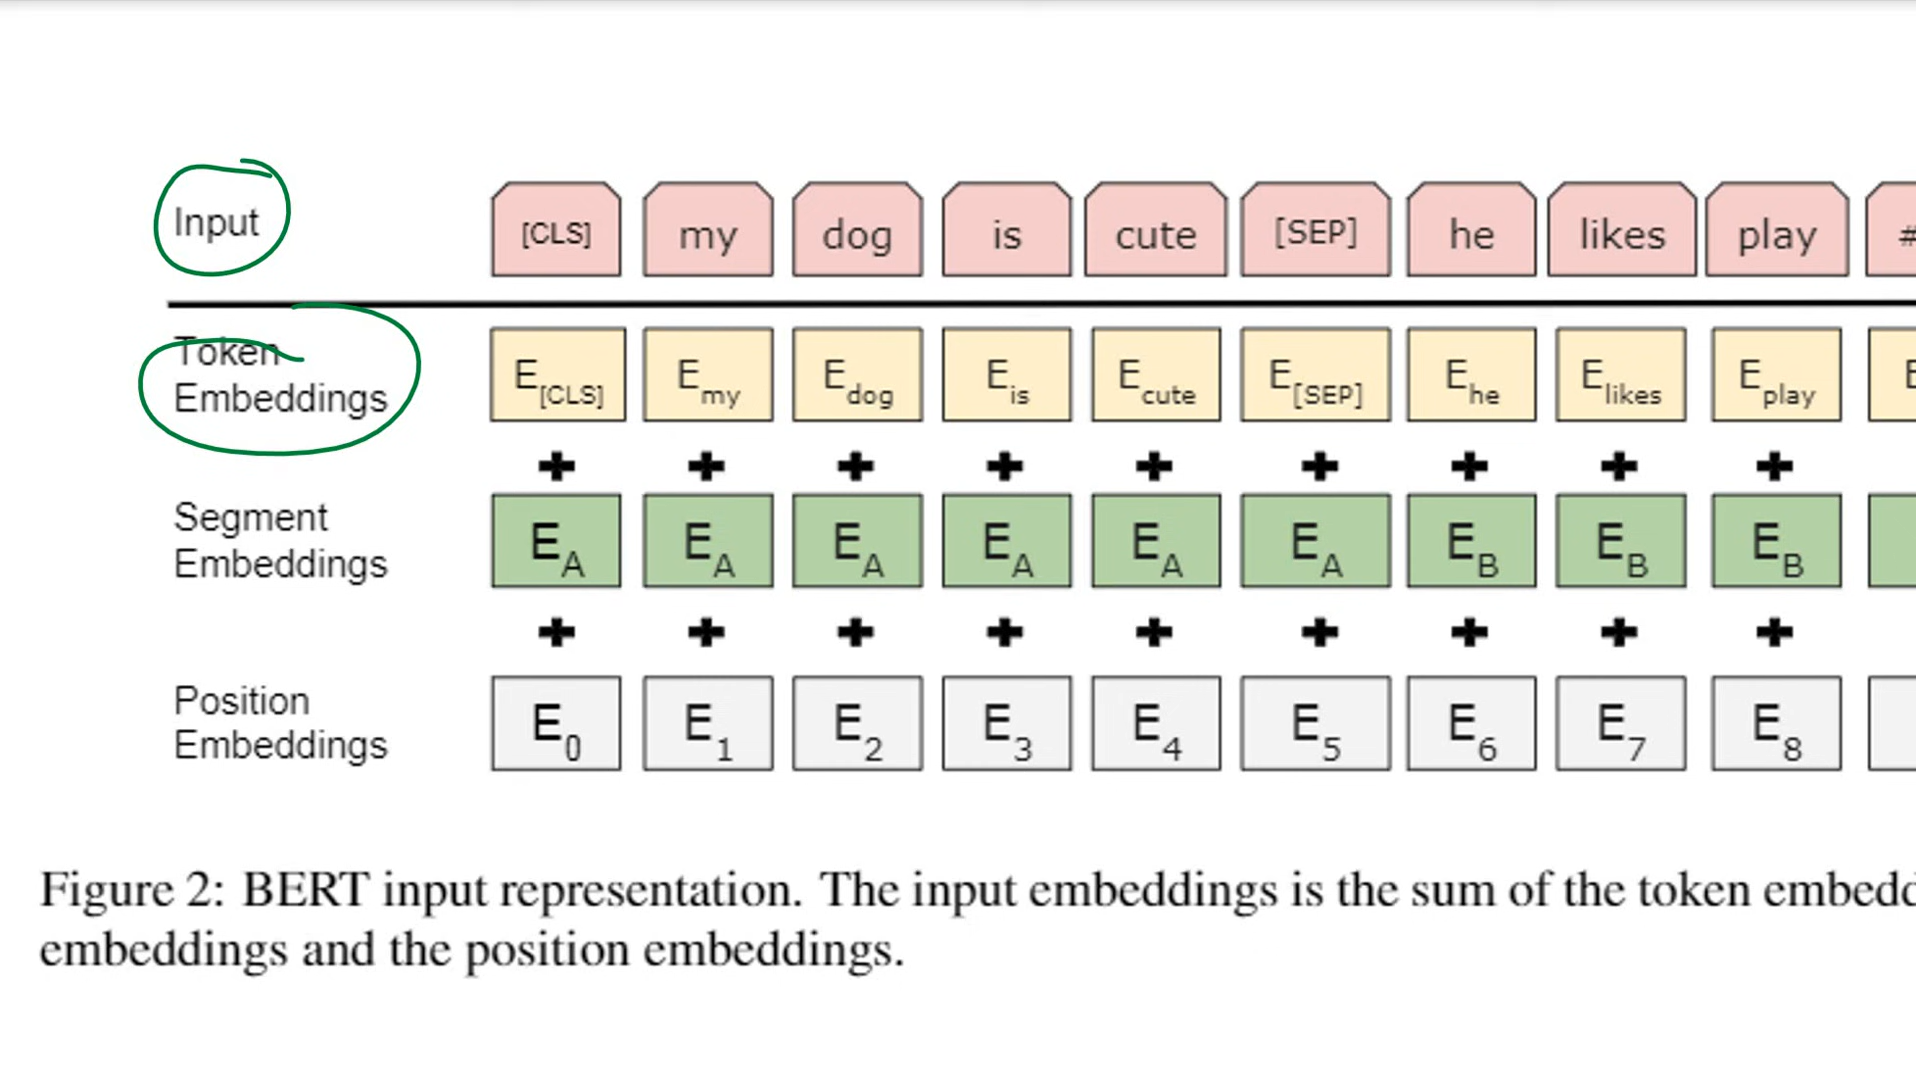 Input [CLS] my dog is cute [SEP] he likes play #
Token
Embeddings
E[CLS] Emy Edog Eis Ecute E[SEP] Ehe Elikes Eplay
+ + + + + + + + +
Segment
Embeddings
EA EA EA EA EA EA EB EB EB
+ + + + + + + + +
Position
Embeddings
E0 E1 E2 E3 E4 E5 E6 E7 E8
Figure 2: BERT input representation. The input embeddings is the sum of the token embedd
embeddings and the position embeddings.